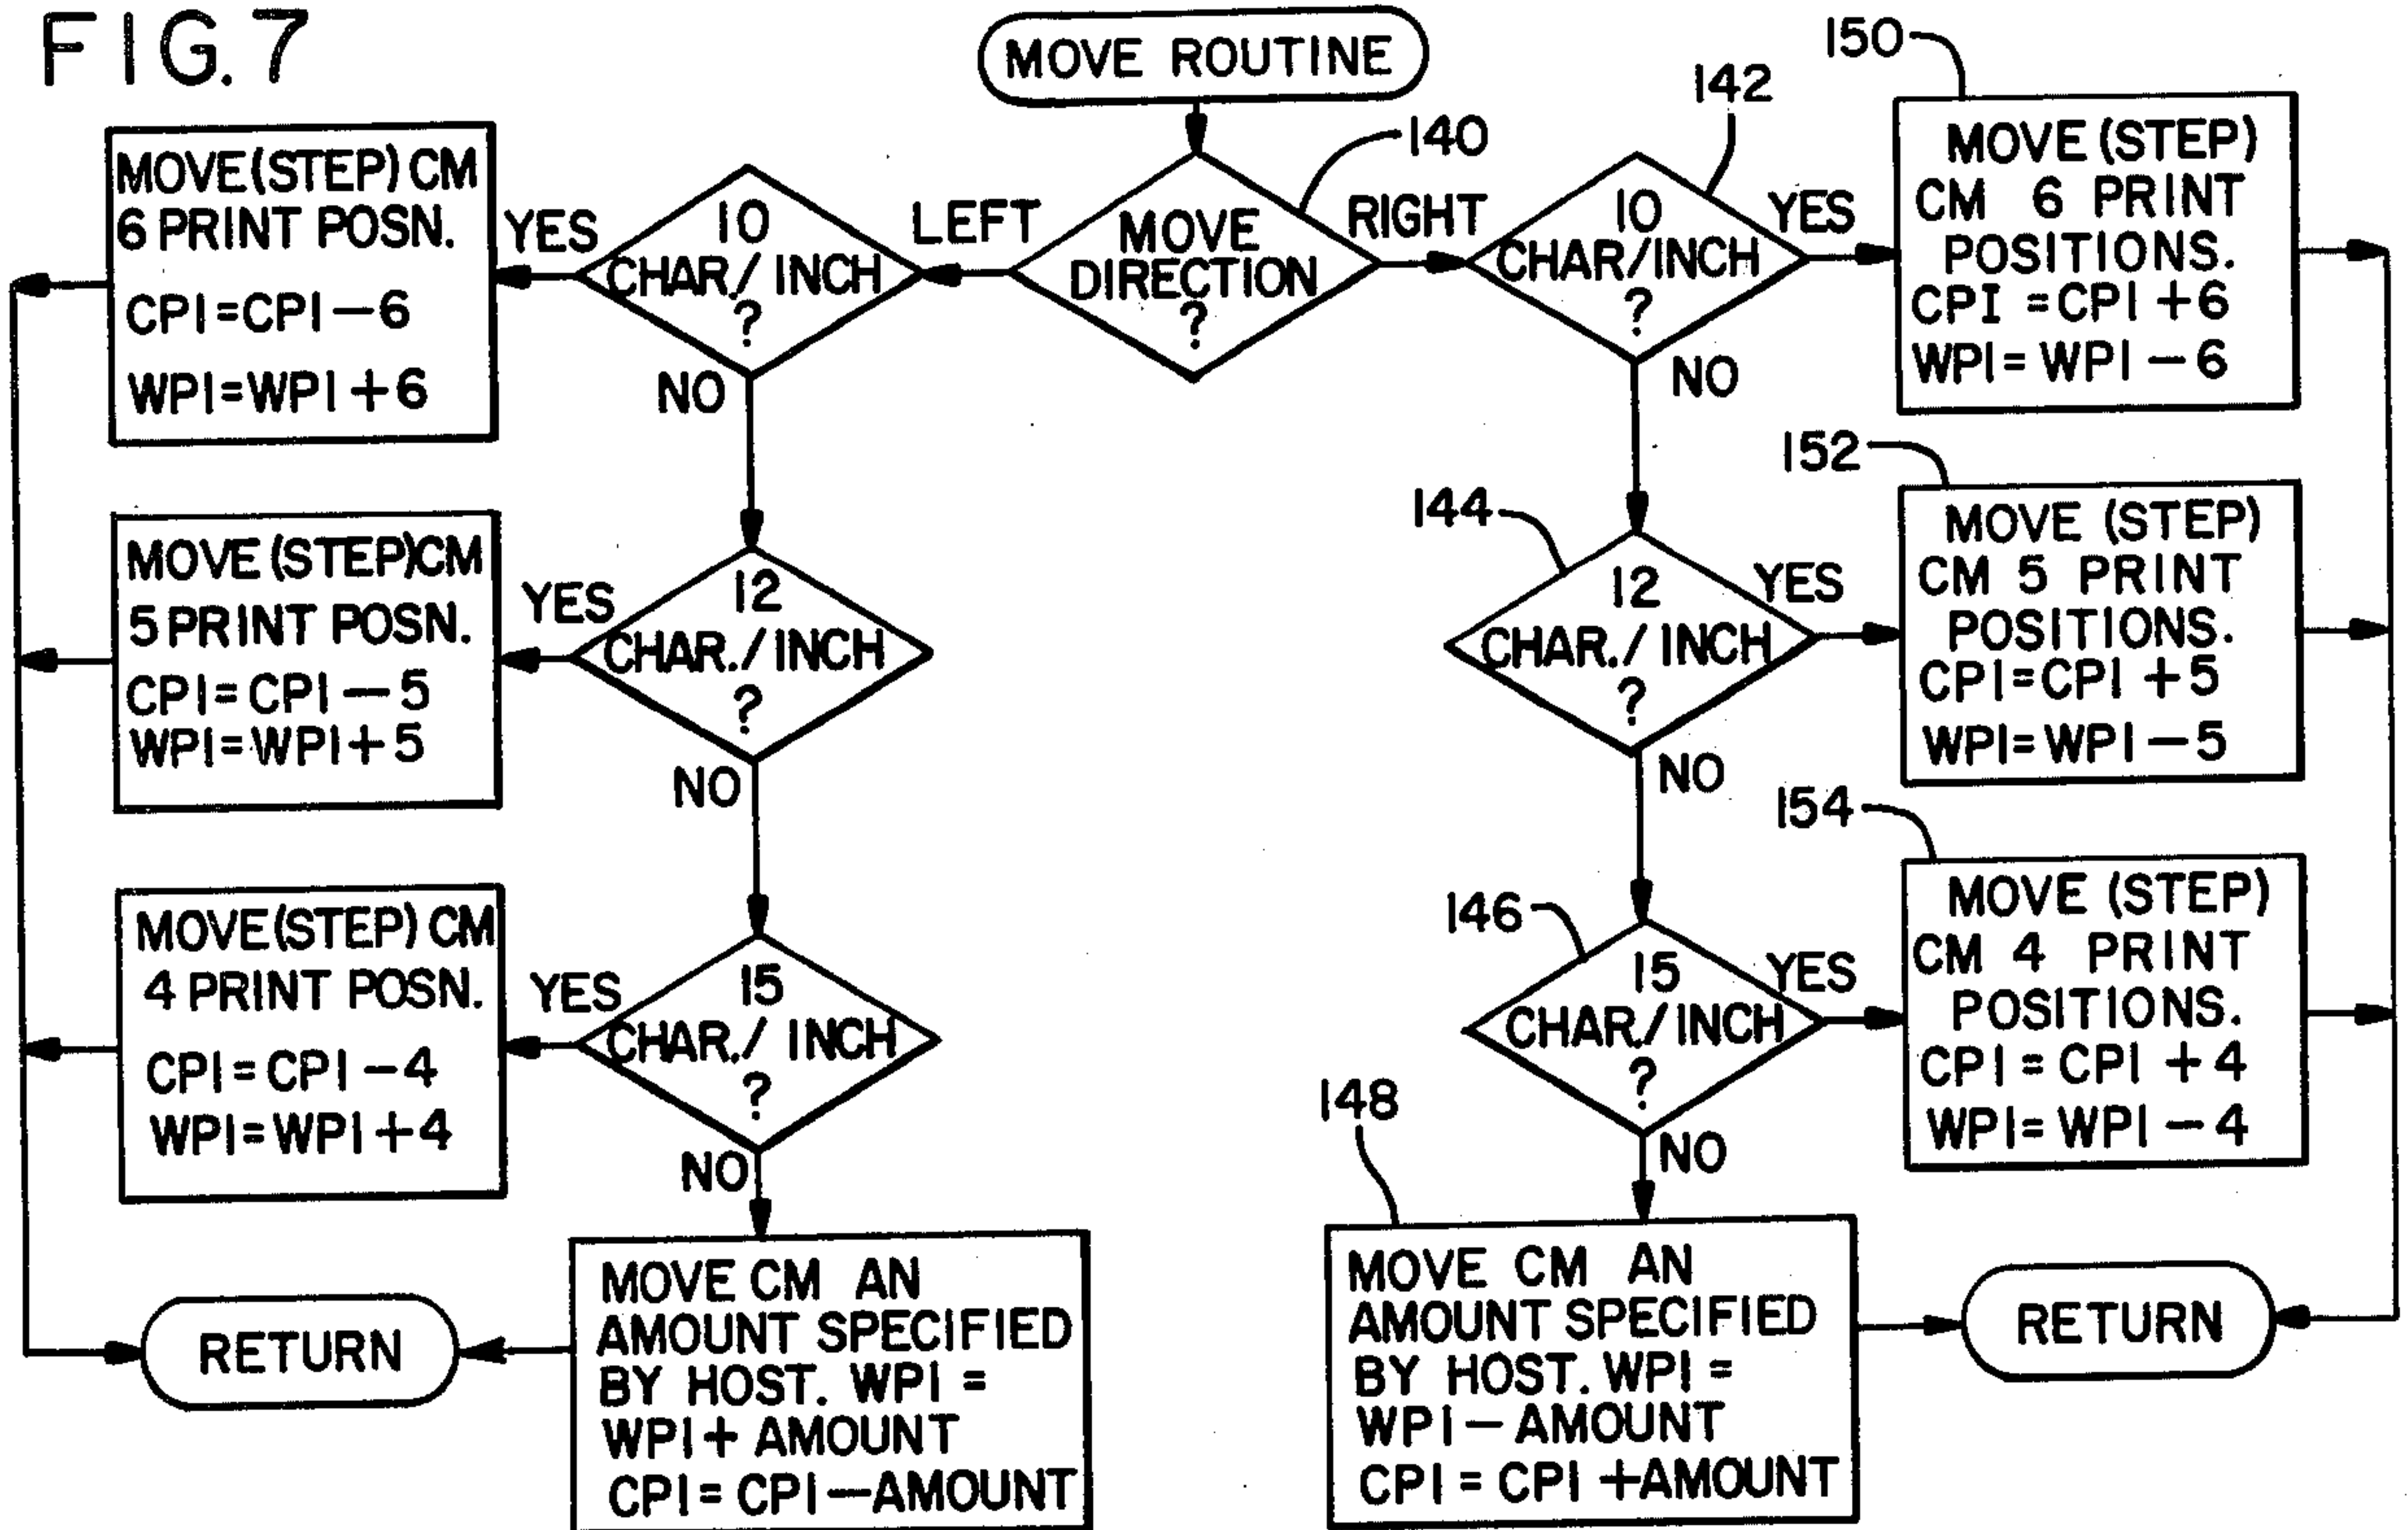 FIG. 7
MOVE ROUTINE
140
MOVE
DIRECTION
?
LEFT
RIGHT
10
CHAR/ INCH
?
YES
NO
MOVE (STEP) CM
6 PRINT POSN.
CPI=CPI-6
WPI=WPI+6
12
CHAR./ INCH
?
YES
NO
MOVE (STEP) CM
5 PRINT POSN.
CPI=CPI-5
WPI=WPI+5
15
CHAR./ INCH
?
YES
NO
MOVE (STEP) CM
4 PRINT POSN.
CPI=CPI-4
WPI=WPI+4
MOVE CM AN
AMOUNT SPECIFIED
BY HOST. WPI =
WPI+ AMOUNT
CPI= CPI-AMOUNT
RETURN
142
10
CHAR/INCH
?
YES
NO
150
MOVE (STEP)
CM 6 PRINT
POSITIONS.
CPI =CPI +6
WPI= WPI -6
144
12
CHAR./ INCH
?
YES
NO
152
MOVE (STEP)
CM 5 PRINT
POSITIONS.
CPI=CPI +5
WPI= WPI -5
146
15
CHAR./INCH
?
YES
NO
154
MOVE (STEP)
CM 4 PRINT
POSITIONS.
CPI= CPI +4
WPI= WPI -4
148
MOVE CM AN
AMOUNT SPECIFIED
BY HOST. WPI =
WPI- AMOUNT
CPI = CPI +AMOUNT
RETURN